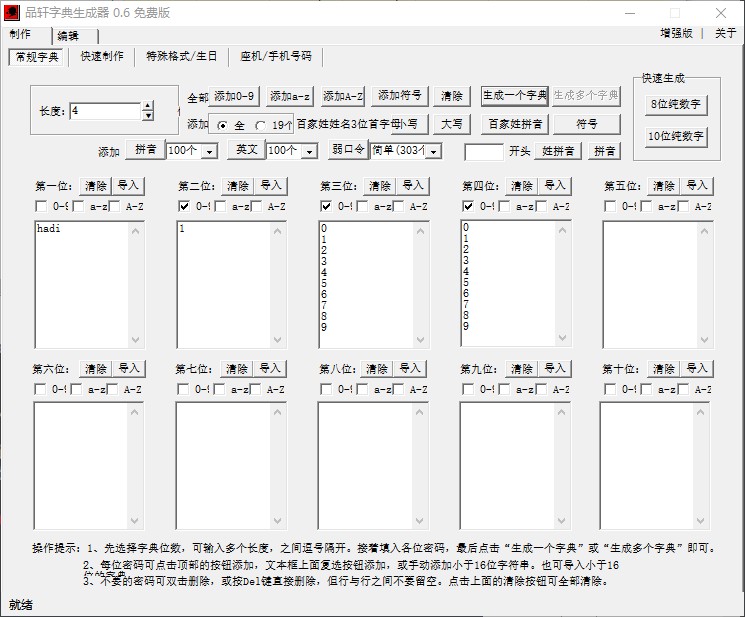 品轩字典生成器 0.6 免费版
制作 编辑 增强版 | 关于
常规字典 快速制作 特殊格式/生日 座机/手机号码
长度: 4
全部 添加0-9 添加a-z 添加A-Z 添加符号 清除 生成一个字典 生成多个字典
添加 全 19个 百家姓姓名3位首字母 小写 大写 百家姓拼音 符号
添加 拼音 100个 英文 100个 弱口令 简单(303个 开头 姓拼音 拼音
快速生成
8位纯数字
10位纯数字
第一位: 清除 导入 第二位: 清除 导入 第三位: 清除 导入 第四位: 清除 导入 第五位: 清除 导入
0-9 a-z A-Z 0-9 a-z A-Z 0-9 a-z A-Z 0-9 a-z A-Z 0-9 a-z A-Z
hadi
1
0
1
2
3
4
5
6
7
8
9
0
1
2
3
4
5
6
7
8
9
第六位: 清除 导入 第七位: 清除 导入 第八位: 清除 导入 第九位: 清除 导入 第十位: 清除 导入
0-9 a-z A-Z 0-9 a-z A-Z 0-9 a-z A-Z 0-9 a-z A-Z 0-9 a-z A-Z
操作提示: 1、先选择字典位数，可输入多个长度，之间逗号隔开。接着填入各位密码，最后点击“生成一个字典”或“生成多个字典”即可。
2、每位密码可点击顶部的按钮添加，文本框上面复选按钮添加，或手动添加小于16位字符串。也可导入小于16
位的字典
3、不要的密码可双击删除，或按Del键直接删除，但行与行之间不要留空。点击上面的清除按钮可全部清除。
就绪